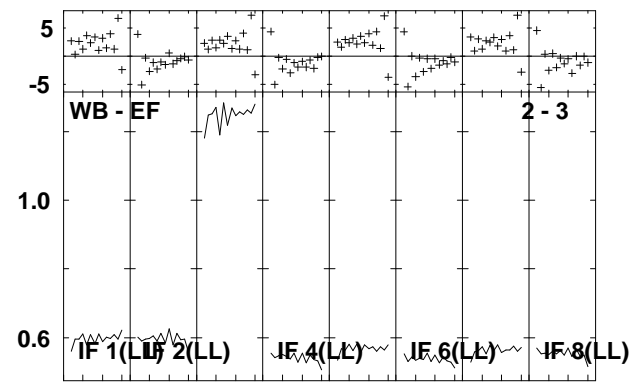 5
-5
WB - EF 2 - 3
1.0
0.6
IF 1(LL) IF 2(LL) IF 4(LL) IF 6(LL) IF 8(LL)